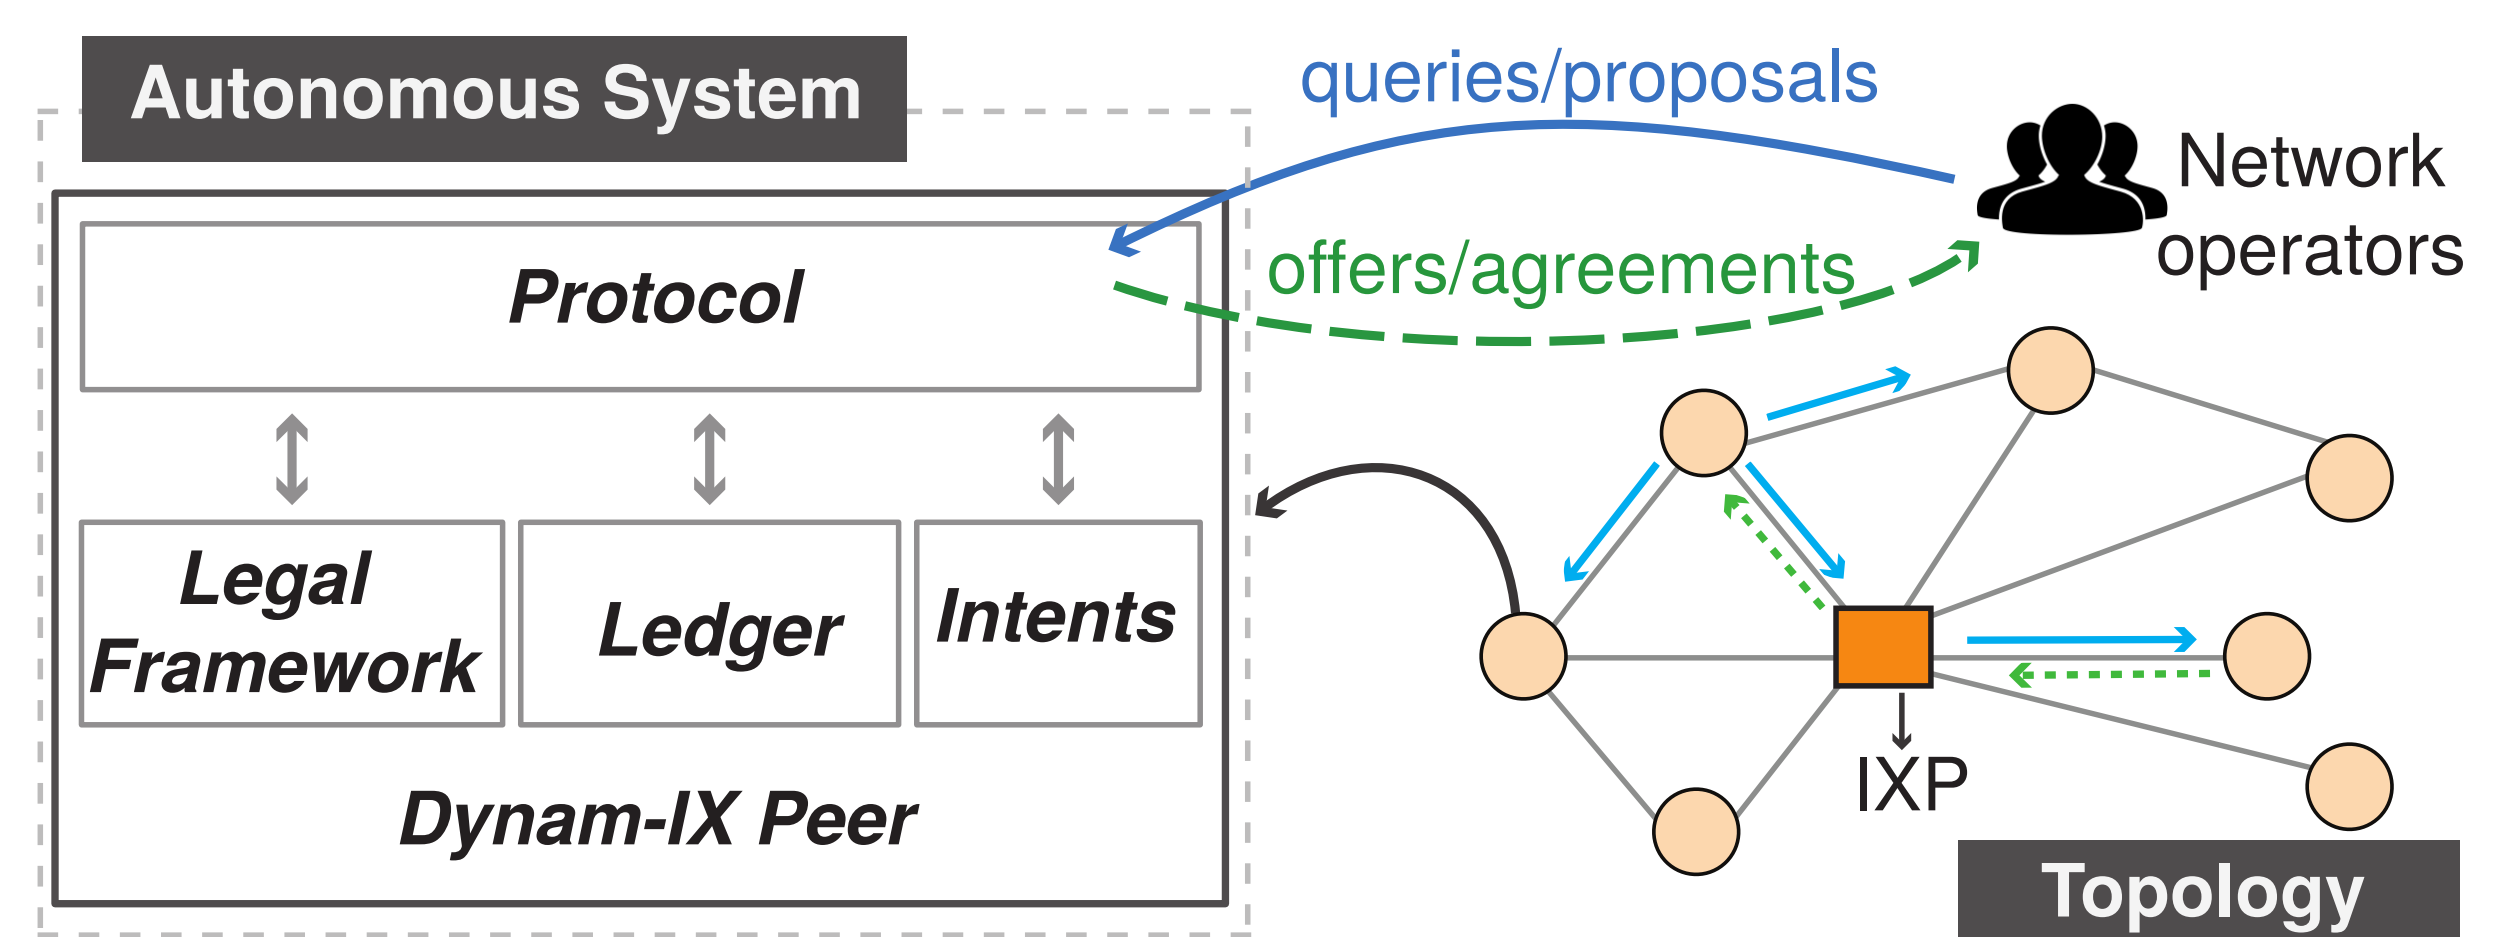 Autonomous System
queries/proposals
Network
operators
offers/agreements
Protocol
Legal
Framework
Ledger
Intents
Dynam-IX Peer
IXP
Topology